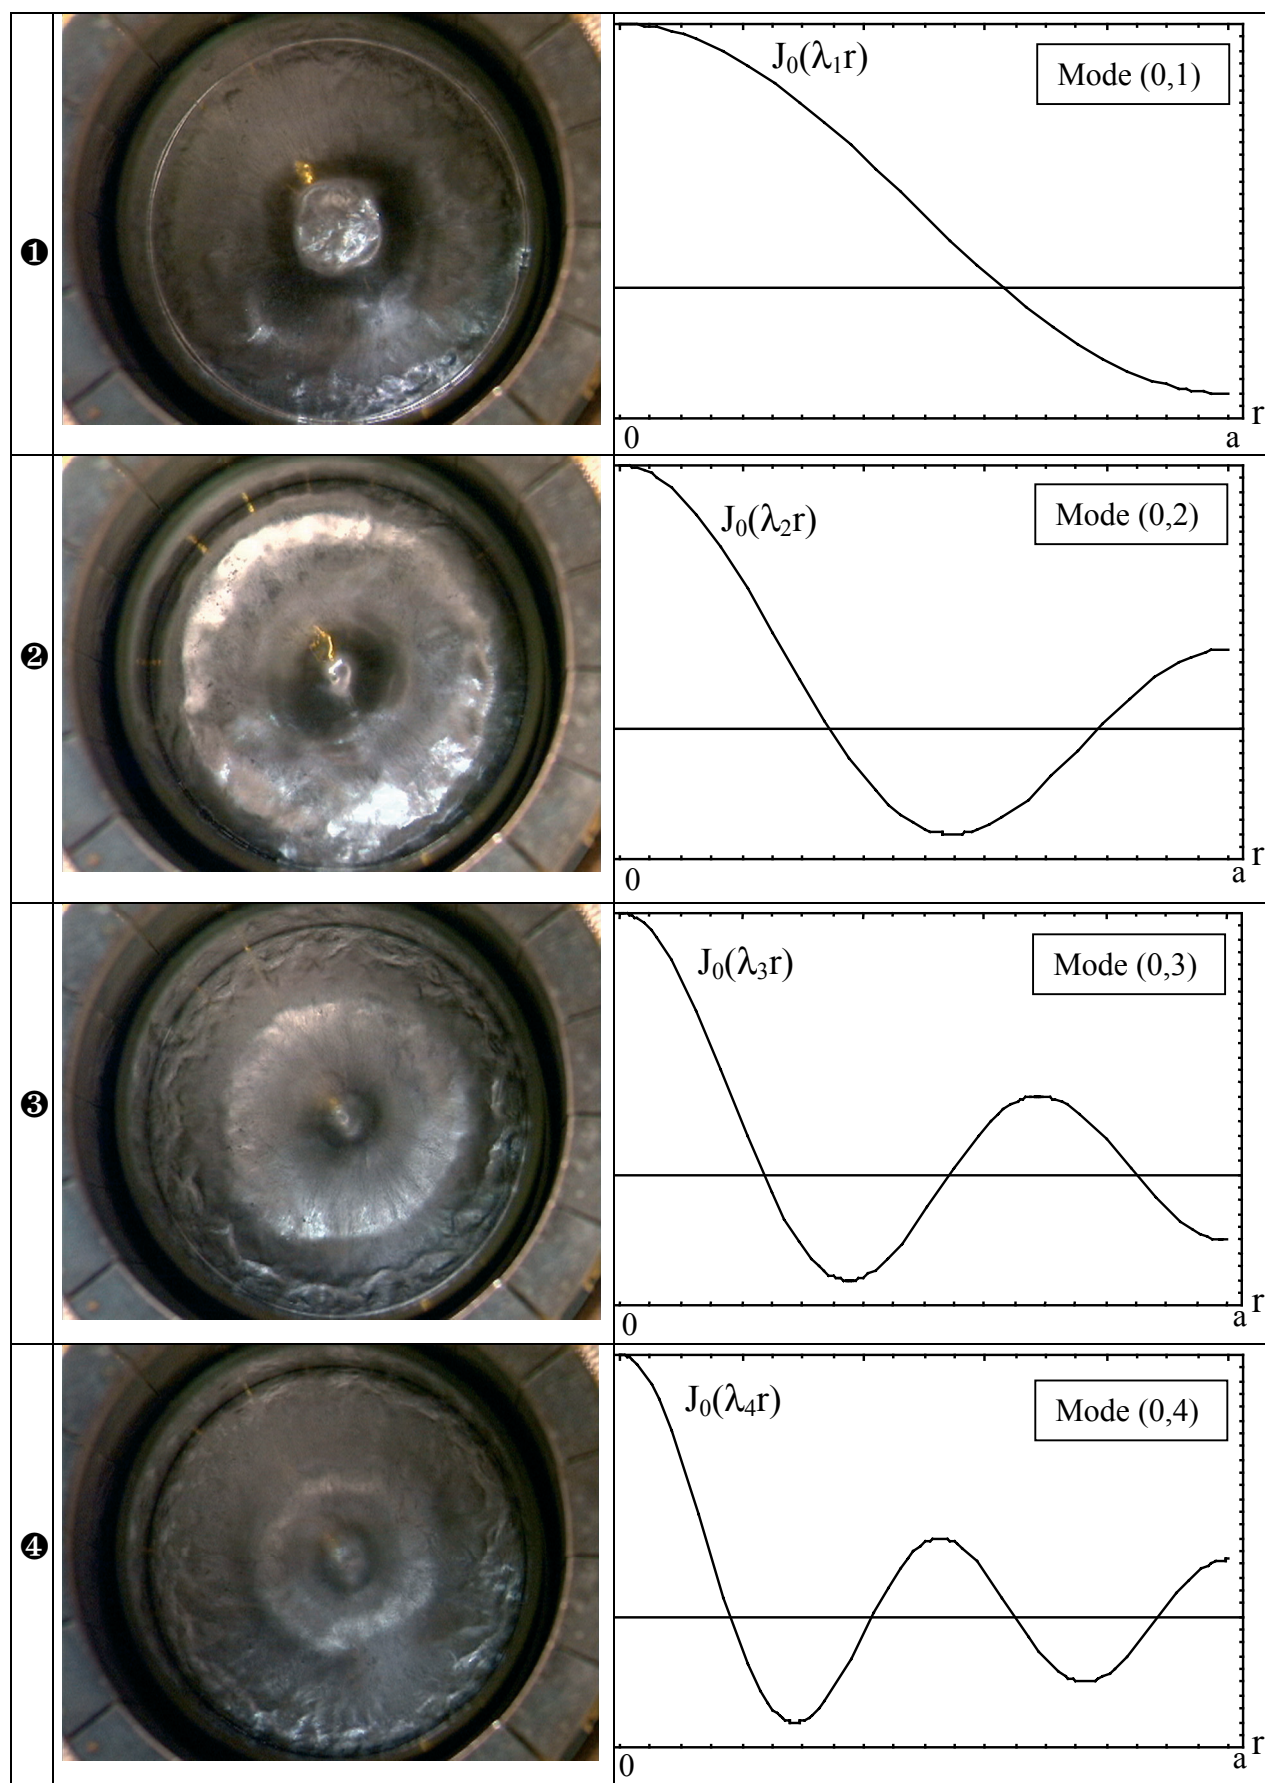 ❶
J₀(λ₁r)
Mode (0,1)
r
0
a
❷
J₀(λ₂r)
Mode (0,2)
r
0
a
❸
J₀(λ₃r)
Mode (0,3)
r
0
a
❹
J₀(λ₄r)
Mode (0,4)
r
0
a